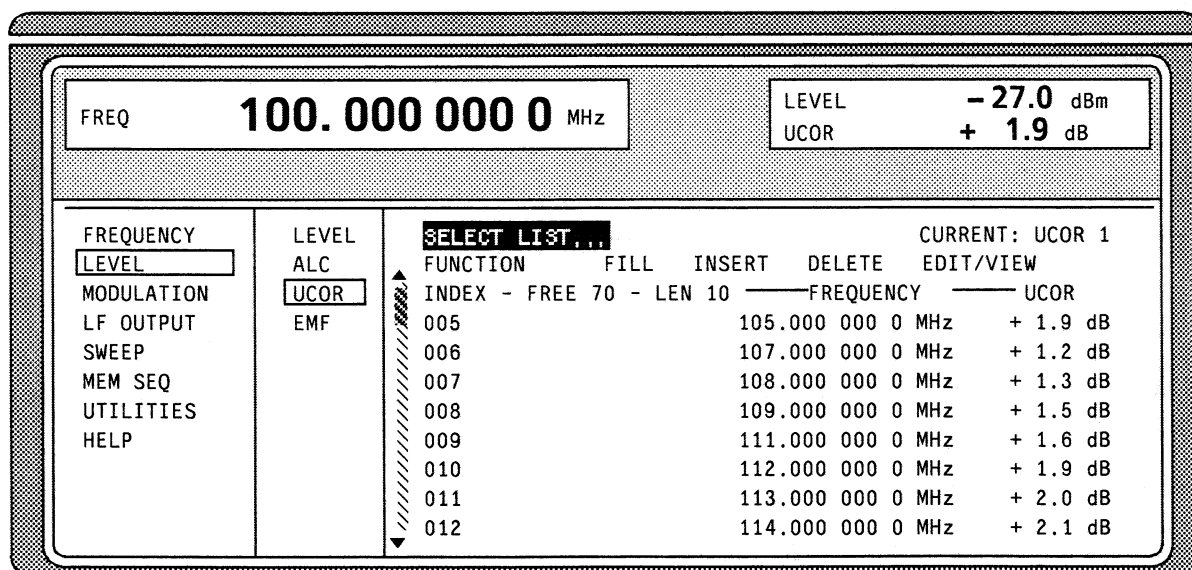 FREQ 100.000 000 0 MHz
LEVEL - 27.0 dBm
UCOR + 1.9 dB
FREQUENCY
LEVEL
MODULATION
LF OUTPUT
SWEEP
MEM SEQ
UTILITIES
HELP
LEVEL
ALC
UCOR
EMF
SELECT LIST... CURRENT: UCOR 1
FUNCTION FILL INSERT DELETE EDIT/VIEW
INDEX - FREE 70 - LEN 10 FREQUENCY UCOR
005 105.000 000 0 MHz + 1.9 dB
006 107.000 000 0 MHz + 1.2 dB
007 108.000 000 0 MHz + 1.3 dB
008 109.000 000 0 MHz + 1.5 dB
009 111.000 000 0 MHz + 1.6 dB
010 112.000 000 0 MHz + 1.9 dB
011 113.000 000 0 MHz + 2.0 dB
012 114.000 000 0 MHz + 2.1 dB